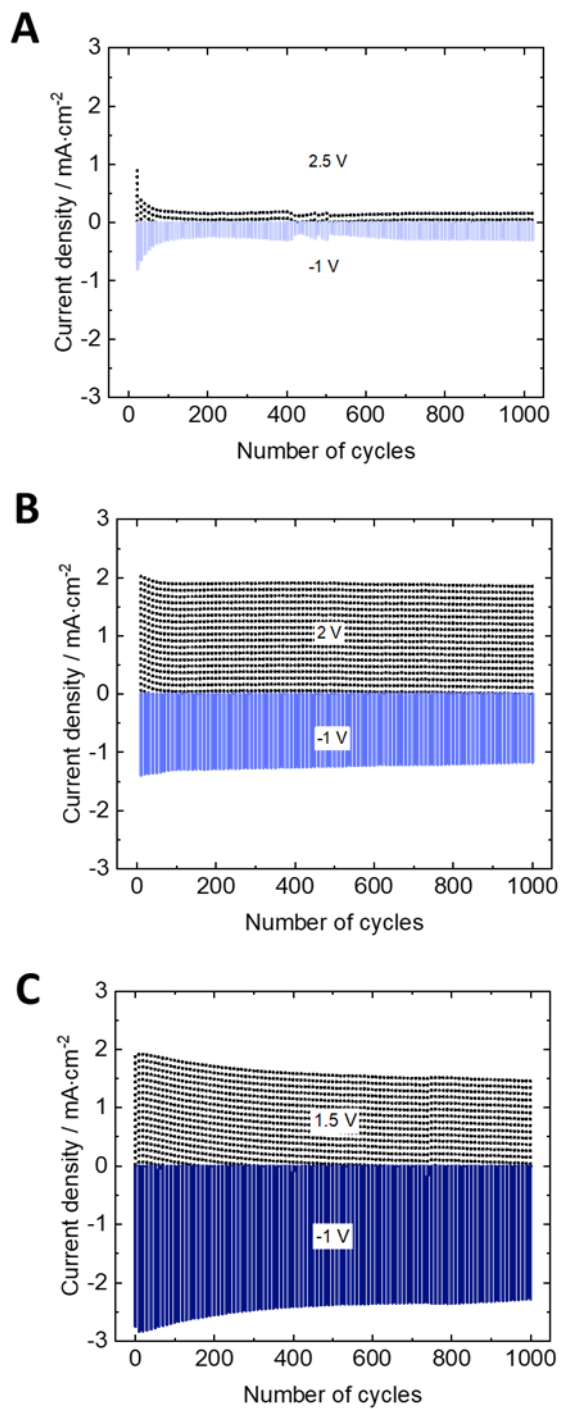 A
3
2
1
0
-1
-2
-3
Current density / mA·cm⁻²
2.5 V
-1 V
0
200
400
600
800
1000
Number of cycles
B
3
2
1
0
-1
-2
-3
Current density / mA·cm⁻²
2 V
-1 V
0
200
400
600
800
1000
Number of cycles
C
3
2
1
0
-1
-2
-3
Current density / mA·cm⁻²
1.5 V
-1 V
0
200
400
600
800
1000
Number of cycles